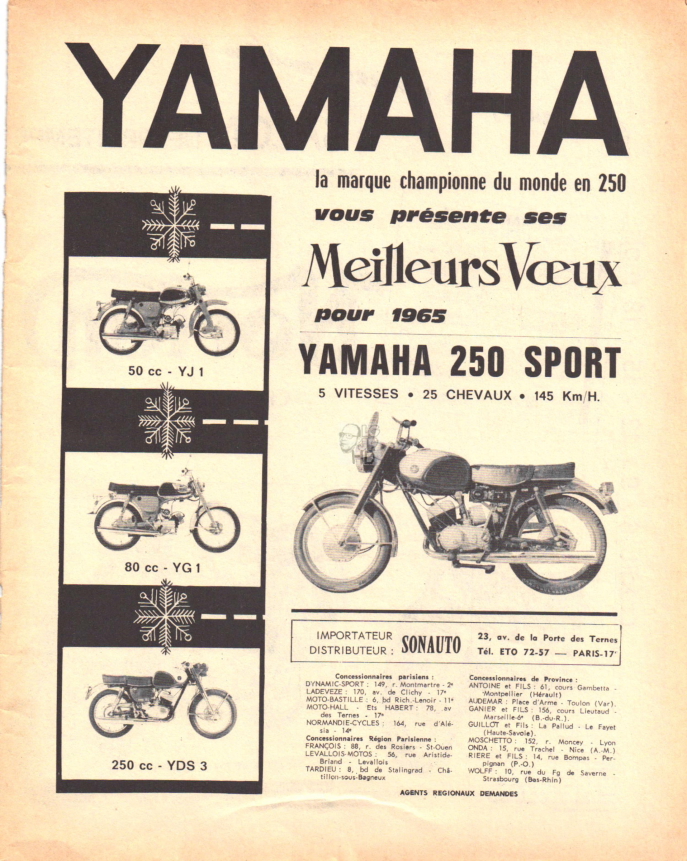 YAMAHA
la marque championne du monde en 250
vous présente ses
Meilleurs Vœux
pour 1965
YAMAHA 250 SPORT
5 VITESSES • 25 CHEVAUX • 145 Km/H.
50 cc - YJ 1
80 cc - YG 1
250 cc - YDS 3
IMPORTATEUR
DISTRIBUTEUR : SONAUTO
23, av. de la Porte des Ternes
Tél. ETO 72-57 — PARIS-17e
Concessionnaires parisiens :
DYNAMIC-SPORT : 149, r. Montmartre - 2e
LADEVEZE : 170, av. de Clichy - 17e
MOTO-BASTILLE : 6, bd Rich.-Lenoir - 11e
MOTO-HALL - Ets HABERT : 78, av
des Ternes - 17e
NORMANDIE-CYCLES : 164, rue d'Alé-
sia - 14e
Concessionnaires Région Parisienne :
FRANÇOIS : 88, r. des Rosiers - St-Ouen
LEVALLOIS-MOTOS : 56, rue Aristide-
Briand - Levallois
TARDIEU : 8, bd de Stalingrad - Châ-
tillon-sous-Bagneux
Concessionnaires de Province :
ANTOINE et FILS : 61, cours Gambetta -
Montpellier (Hérault)
AUDEMAR : Place d'Arme - Toulon (Var).
GANIER et FILS : 156, cours Lieutaud -
Marseille-6e (B.-du-R.).
GUILLOT et Fils : La Pallud - Le Fayet
(Haute-Savoie).
MOSCHETTO : 152, r. Moncey - Lyon
ONDA : 15, rue Trachel - Nice (A.-M.)
RIERE et FILS : 14, rue Bompas - Per-
pignan (P.-O.)
WOLFF : 10, rue du Fg de Saverne -
Strasbourg (Bas-Rhin)
AGENTS REGIONAUX DEMANDES